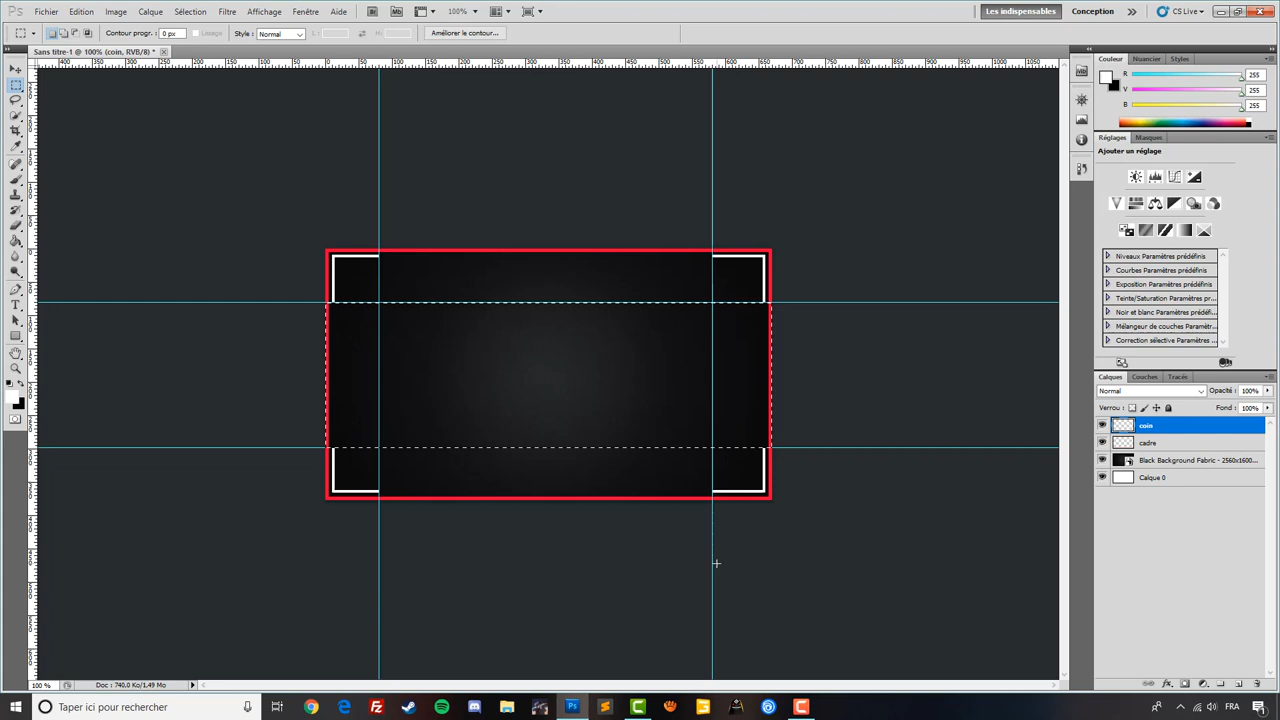 Ps Fichier Edition Image Calque Sélection Filtre Affichage Fenêtre Aide Br Mb 100% Les indispensables Conception CS Live
Contour progr. : 0 px Lissage Style : Normal L : H : Améliorer le contour...
Sans titre-1 @ 100% (coin, RVB/8) *
Couleur Nuancier Styles
R 255
V 255
B 255
Réglages Masques
Ajouter un réglage
Niveaux Paramètres prédéfinis
Courbes Paramètres prédéfinis
Exposition Paramètres prédéfinis
Teinte/Saturation Paramètres pr...
Noir et blanc Paramètres prédéfi...
Mélangeur de couches Paramètr...
Correction sélective Paramètres ...
Calques Couches Tracés
Normal Opacité : 100%
Verrou : Fond : 100%
coin
cadre
Black Background Fabric - 2560x1600...
Calque 0
100 % Doc : 740,0 Ko/1,49 Mo
Taper ici pour rechercher Ps FRA